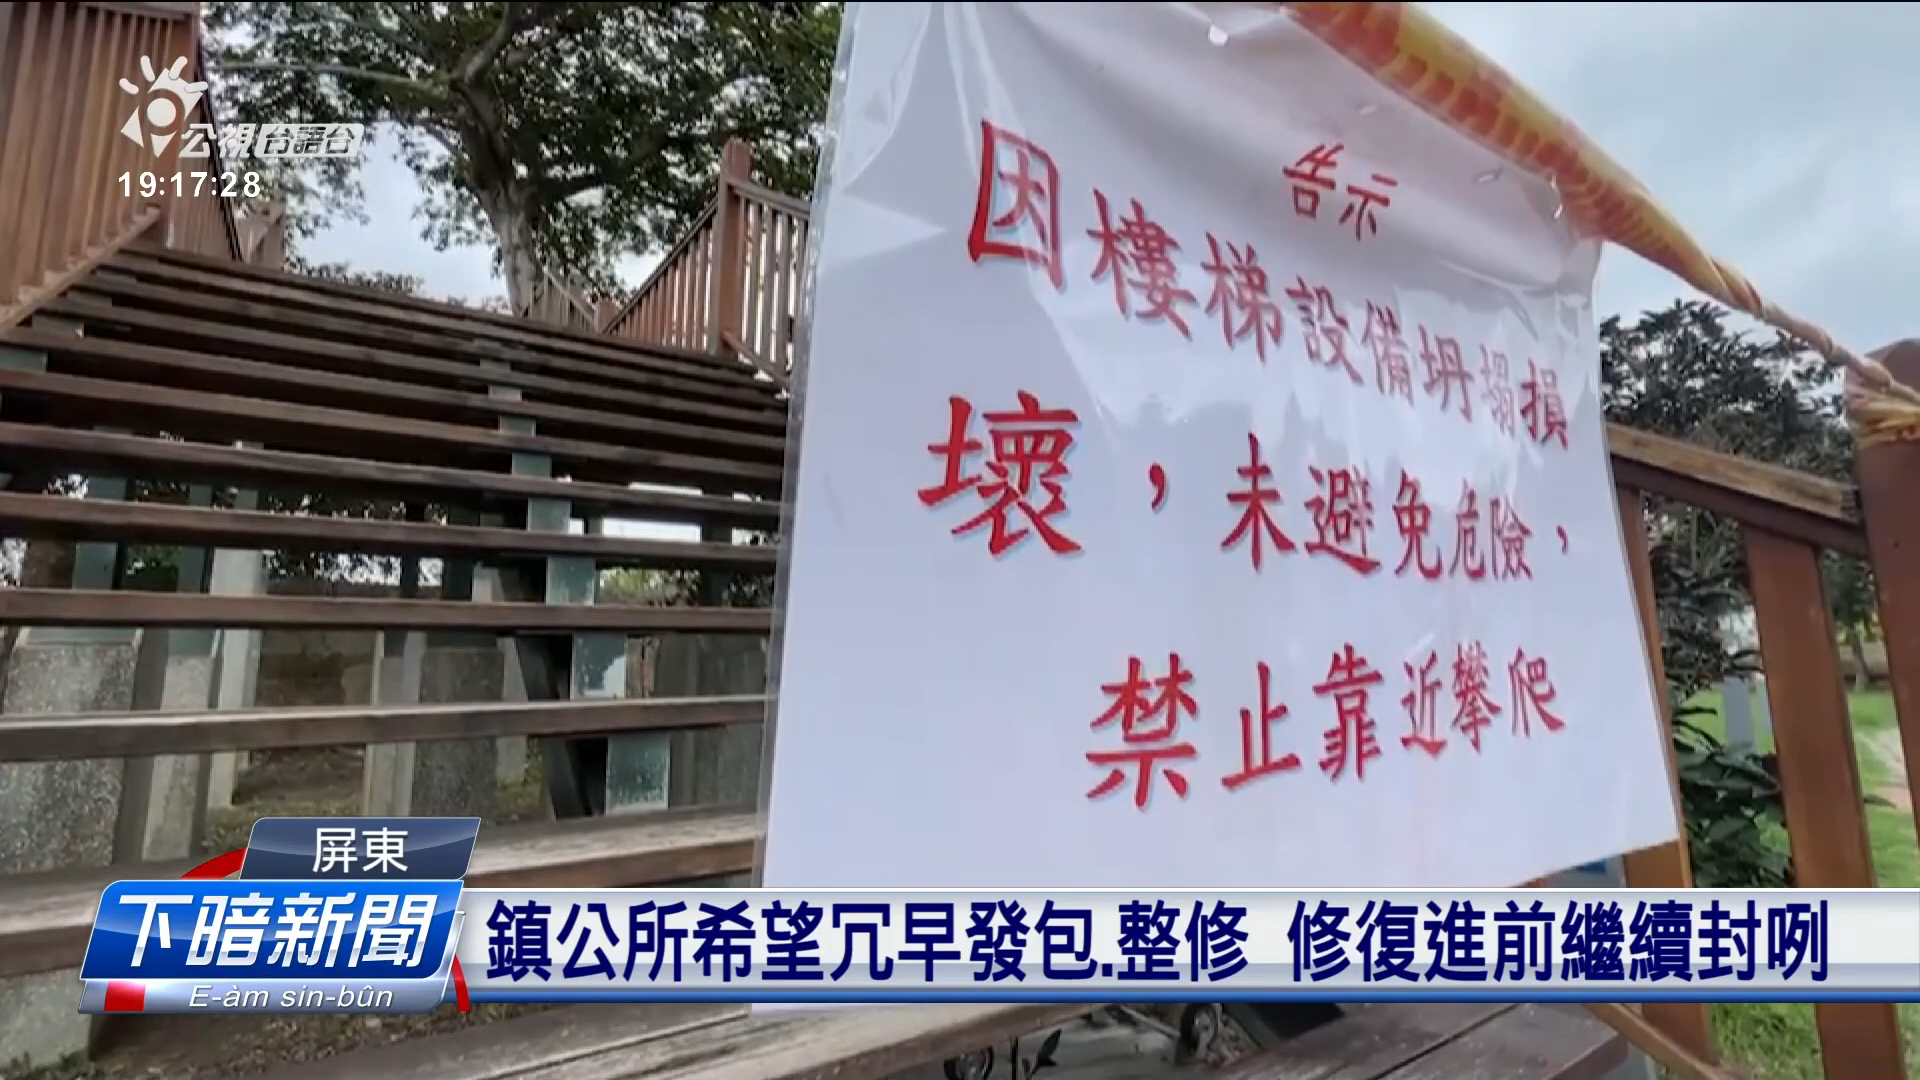 公視台語台
19:17:28
告示
因樓梯設備坍塌損
壞，未避免危險，
禁止靠近攀爬
屏東
下暗新聞
E-àm sin-bûn
鎮公所希望冗早發包.整修 修復進前繼續封咧